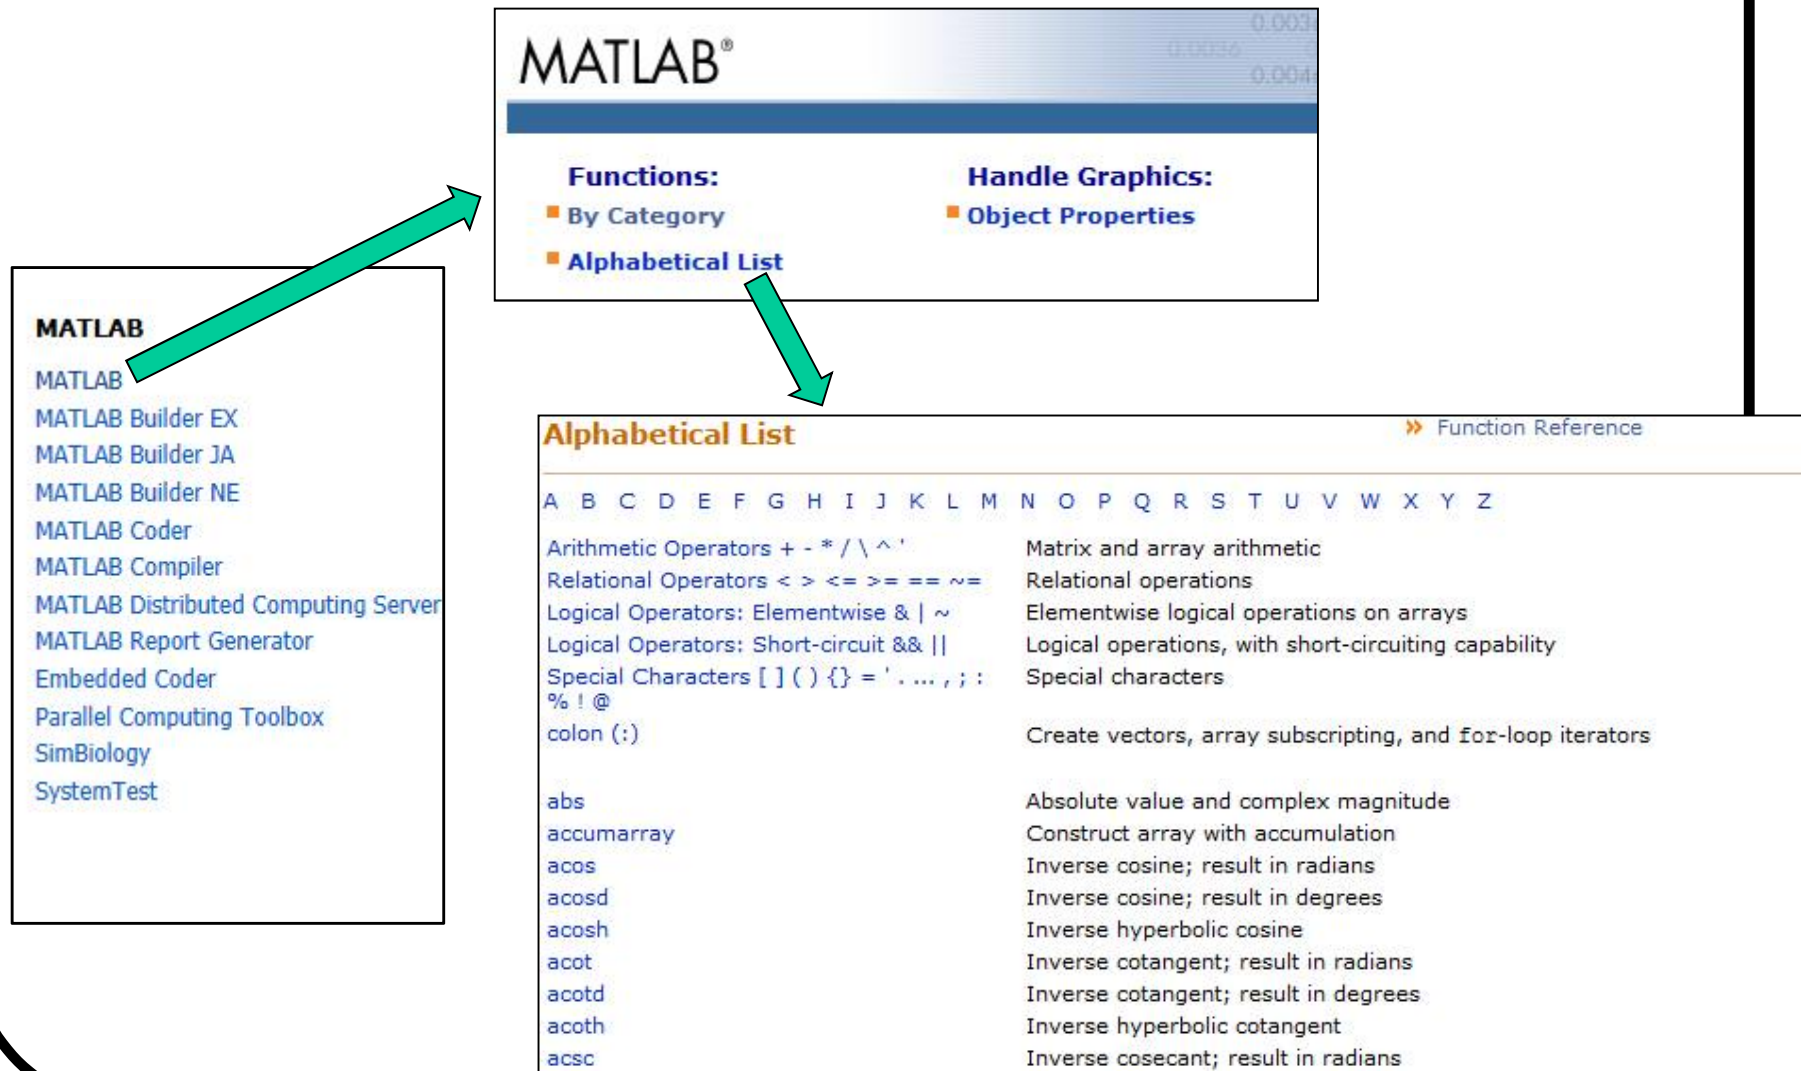 MATLAB®
0.003
0.0036
0.004
Functions:
Handle Graphics:
By Category
Object Properties
Alphabetical List
MATLAB
MATLAB
MATLAB Builder EX
MATLAB Builder JA
MATLAB Builder NE
MATLAB Coder
MATLAB Compiler
MATLAB Distributed Computing Server
MATLAB Report Generator
Embedded Coder
Parallel Computing Toolbox
SimBiology
SystemTest
Alphabetical List
» Function Reference
A B C D E F G H I J K L M N O P Q R S T U V W X Y Z
Arithmetic Operators + - * / \ ^ ' Matrix and array arithmetic
Relational Operators < > <= >= == ~= Relational operations
Logical Operators: Elementwise & | ~ Elementwise logical operations on arrays
Logical Operators: Short-circuit && || Logical operations, with short-circuiting capability
Special Characters [ ] ( ) {} = ' . ... , ; : Special characters
% ! @
colon (:) Create vectors, array subscripting, and for-loop iterators
abs Absolute value and complex magnitude
accumarray Construct array with accumulation
acos Inverse cosine; result in radians
acosd Inverse cosine; result in degrees
acosh Inverse hyperbolic cosine
acot Inverse cotangent; result in radians
acotd Inverse cotangent; result in degrees
acoth Inverse hyperbolic cotangent
acsc Inverse cosecant; result in radians